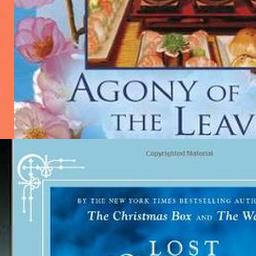 AGONY OF
THE LEAV
Copyrighted Material
BY THE NEW YORK TIMES BESTSELLING AUTH
The Christmas Box AND The Wa
LOST